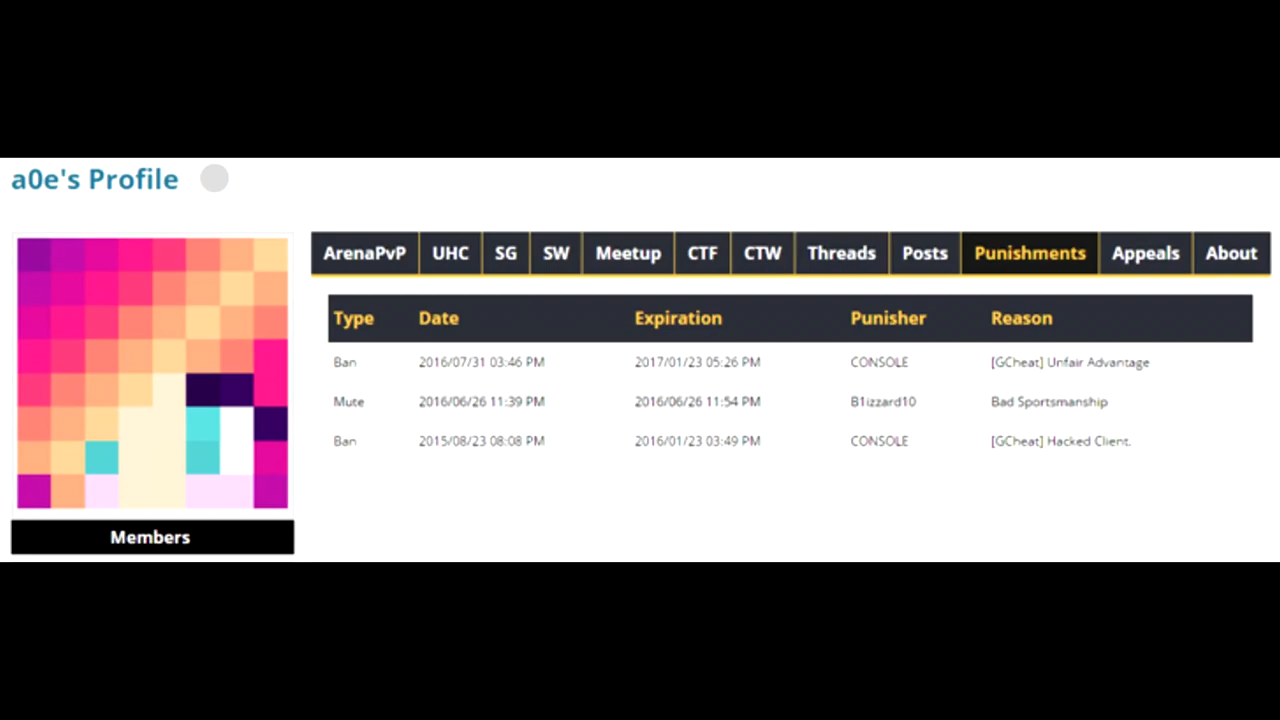 a0e's Profile
ArenaPvP UHC SG SW Meetup CTF CTW Threads Posts Punishments Appeals About
Type Date Expiration Punisher Reason
Ban 2016/07/31 03:46 PM 2017/01/23 05:26 PM CONSOLE [GCheat] Unfair Advantage
Mute 2016/06/26 11:39 PM 2016/06/26 11:54 PM B1izzard10 Bad Sportsmanship
Ban 2015/08/23 08:08 PM 2016/01/23 03:49 PM CONSOLE [GCheat] Hacked Client.
Members